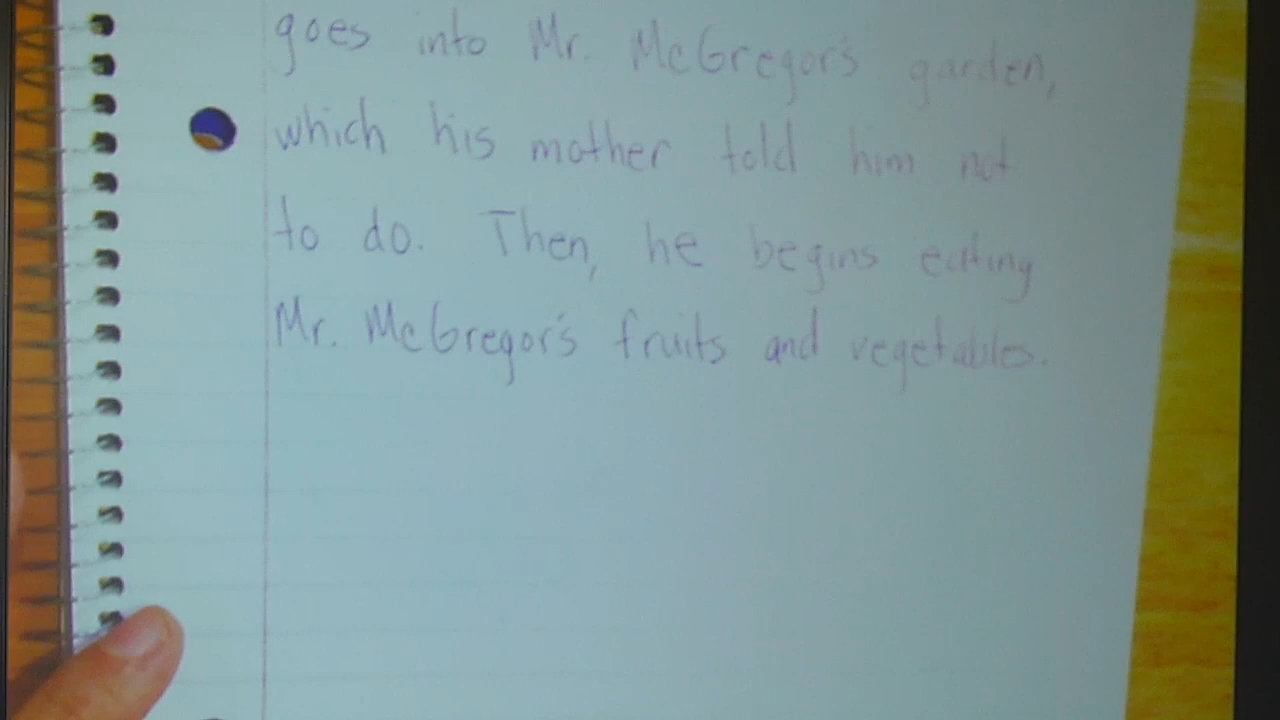 goes into Mr. McGregor's garden,
which his mother told him not
to do. Then, he begins eating
Mr. McGregor's fruits and vegetables.